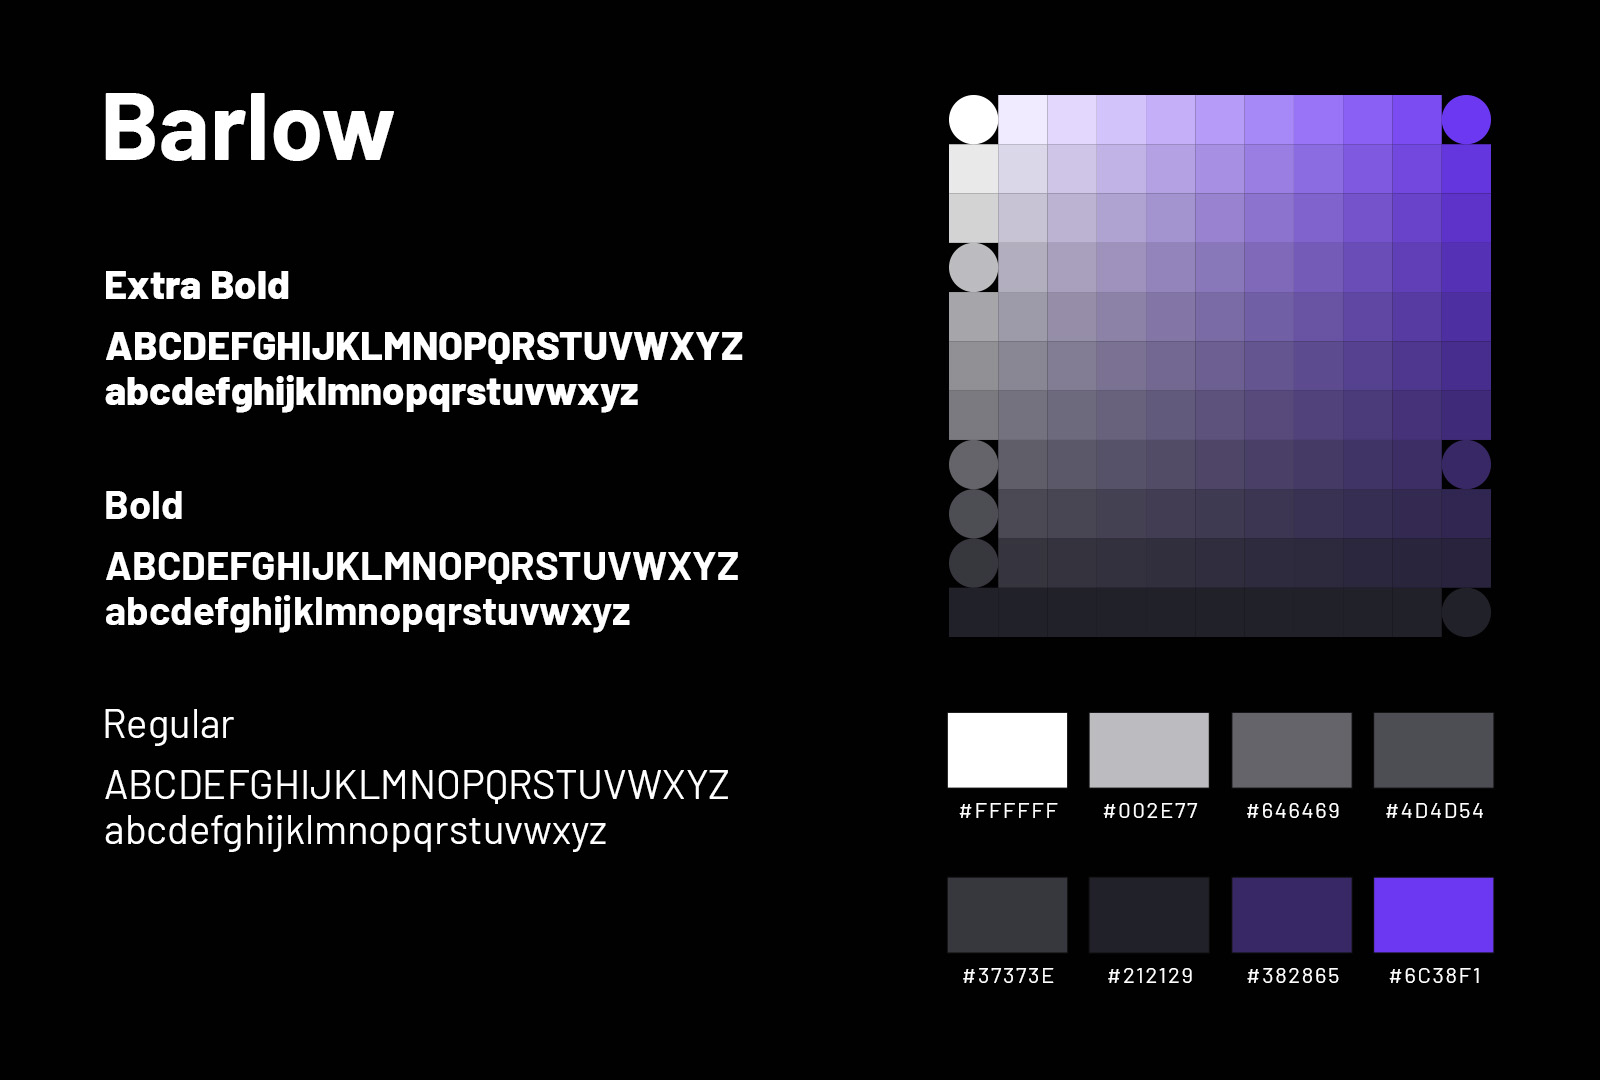 Barlow
Extra Bold
ABCDEFGHIJKLMNOPQRSTUVWXYZ
abcdefghijklmnopqrstuvwxyz
Bold
ABCDEFGHIJKLMNOPQRSTUVWXYZ
abcdefghijklmnopqrstuvwxyz
Regular
ABCDEFGHIJKLMNOPQRSTUVWXYZ
abcdefghijklmnopqrstuvwxyz
#FFFFFF #002E77 #646469 #4D4D54
#37373E #212129 #382865 #6C38F1